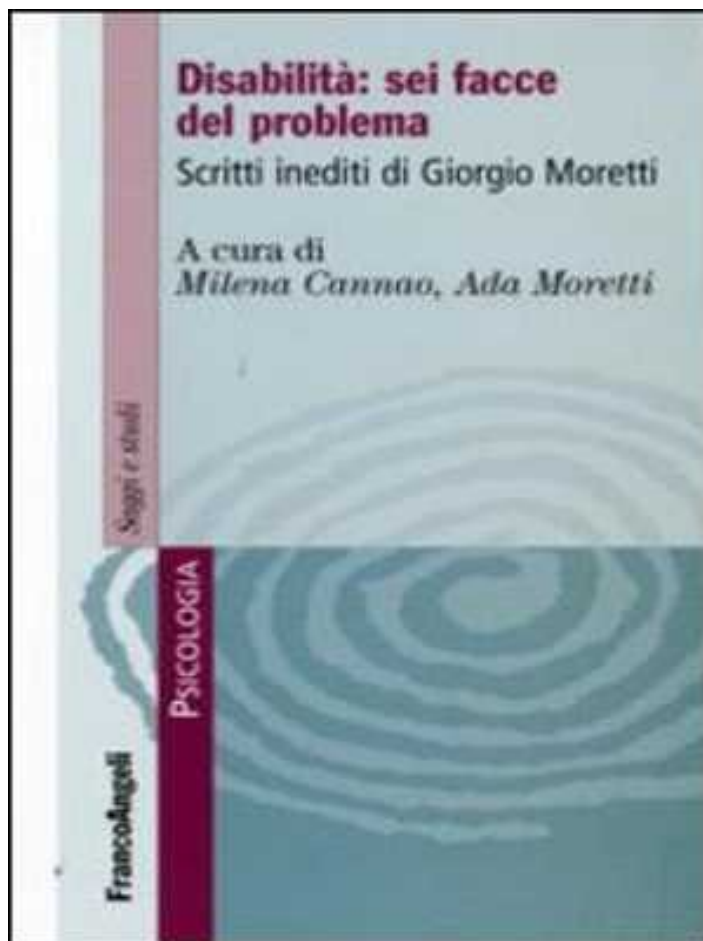 Disabilità: sei facce
del problema
Scritti inediti di Giorgio Moretti
A cura di
Milena Cannao, Ada Moretti
Saggi e studi
PSICOLOGIA
FrancoAngeli